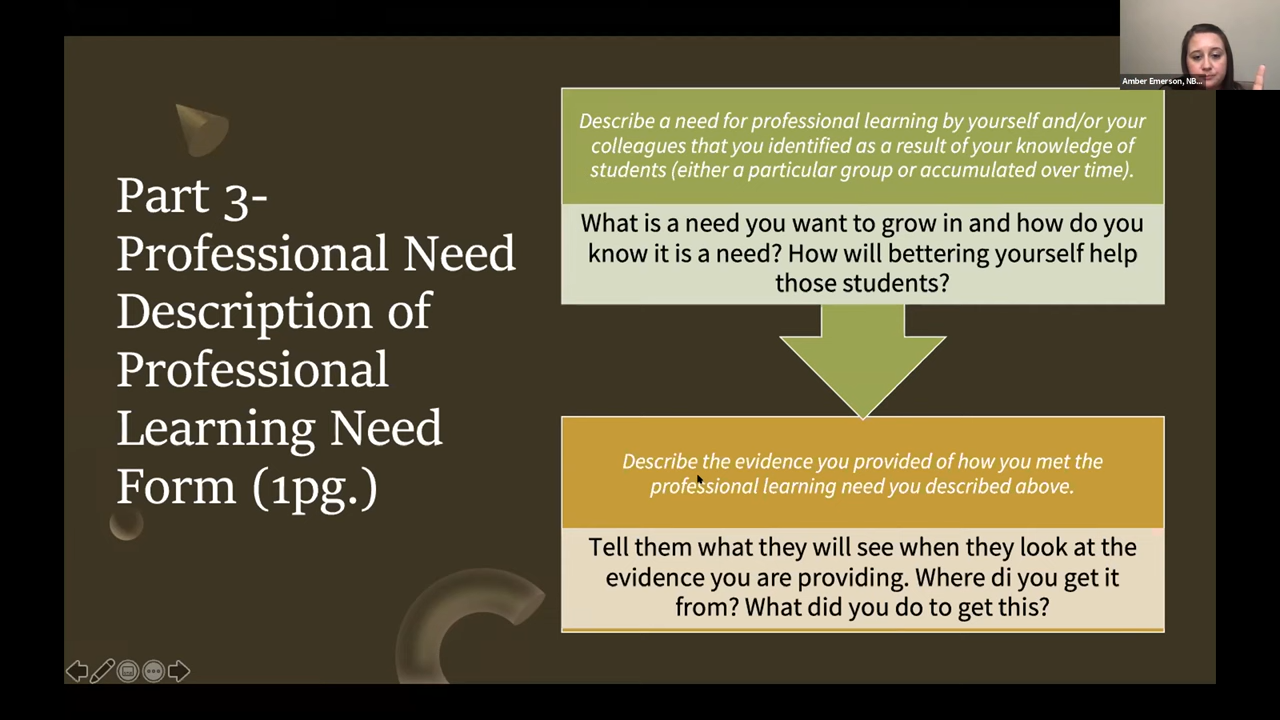 Part 3-
Professional Need
Description of
Professional
Learning Need
Form (1pg.)
Describe a need for professional learning by yourself and/or your
colleagues that you identified as a result of your knowledge of
students (either a particular group or accumulated over time).
What is a need you want to grow in and how do you
know it is a need? How will bettering yourself help
those students?
Describe the evidence you provided of how you met the
professional learning need you described above.
Tell them what they will see when they look at the
evidence you are providing. Where di you get it
from? What did you do to get this?
Amber Emerson, NB...